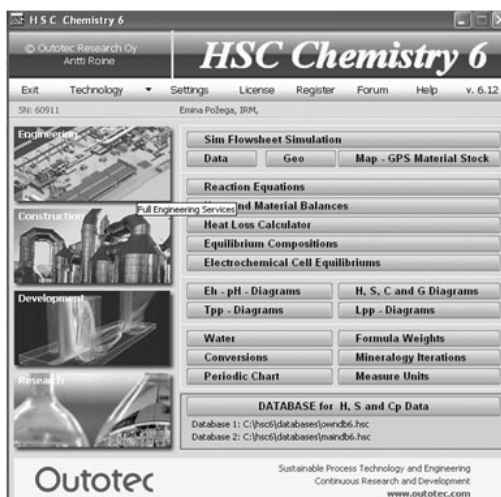 HSC Chemistry 6
© Outotec Research Oy
Antti Roine
HSC Chemistry 6
Exit Technology Settings License Register Forum Help v. 6.12
SN: 60911 Emina Požega, IRM,
Engineering
Full Engineering Services
Construction
Development
Research
Sim Flowsheet Simulation
Data Geo Map - GPS Material Stock
Reaction Equations
and Material Balances
Heat Loss Calculator
Equilibrium Compositions
Electrochemical Cell Equilibriums
Eh - pH - Diagrams H, S, C and G Diagrams
Tpp - Diagrams Lpp - Diagrams
Water Formula Weights
Conversions Mineralogy Iterations
Periodic Chart Measure Units
DATABASE for H, S and Cp Data
Database 1: C:\hsc6\databases\owndb6.hsc
Database 2: C:\hsc6\databases\maindb6.hsc
Outotec
Sustainable Process Technology and Engineering
Continuous Research and Development
www.outotec.com